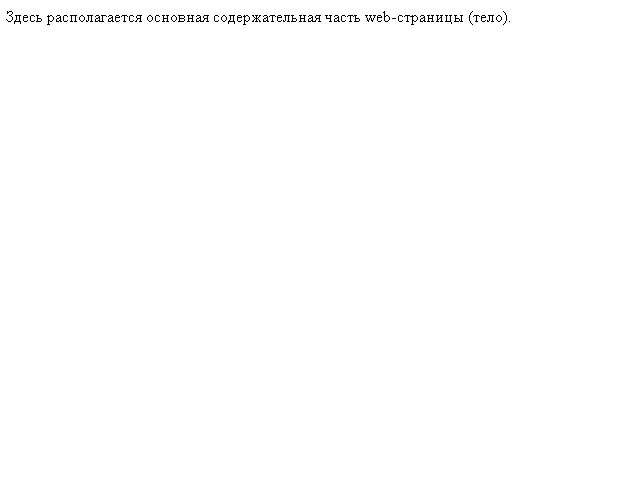 Здесь располагается основная содержательная часть web-страницы (тело).